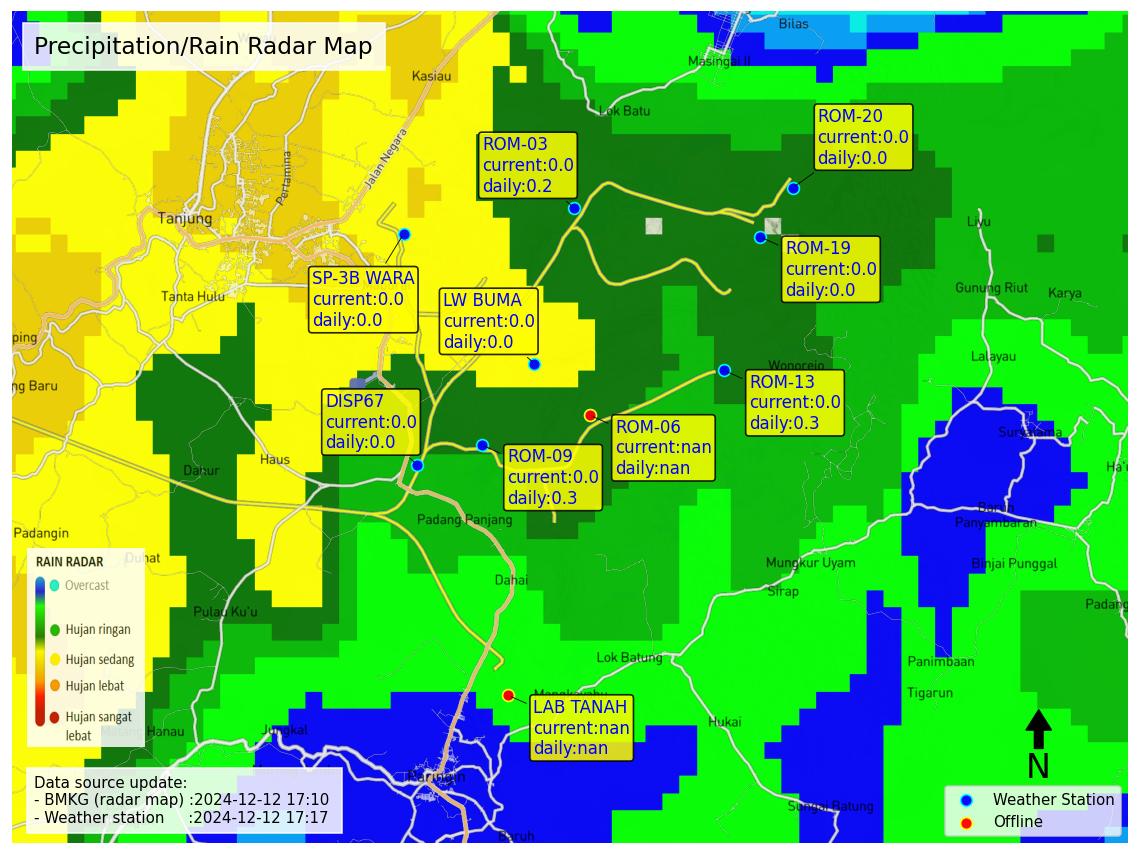 Precipitation/Rain Radar Map
Bilas
Masingai II
Kasiau
Lok Batu
ROM-20
current:0.0
daily:0.0
ROM-03
current:0.0
daily:0.2
Jalan Negara
Pertamina
Tanjung
Liyu
ROM-19
current:0.0
daily:0.0
SP-3B WARA
current:0.0
daily:0.0
LW BUMA
current:0.0
daily:0.0
Tanta Hulu
Gunung Riut
Karya
ping
Lalayau
Wonorejo
ng Baru
ROM-13
current:0.0
daily:0.3
DISP67
current:0.0
daily:0.0
ROM-06
current:nan
daily:nan
Suryatama
ROM-09
current:0.0
daily:0.3
Haus
Dahur
Ha'u
Padang Panjang
Barun
Panyambaran
Padangin
Duhat
Mungkur Uyam
Binjai Punggal
RAIN RADAR
Overcast
Hujan ringan
Hujan sedang
Hujan lebat
Hujan sangat
lebat
Dahai
Sirap
Pulau Ku'u
Padang
Lok Batung
Panimbaan
Tigarun
LAB TANAH
current:nan
daily:nan
Hukai
Jungkal
Manau
Paringin
Sungai Batung
Baruh
N
Data source update:
- BMKG (radar map) :2024-12-12 17:10
- Weather station :2024-12-12 17:17
Weather Station
Offline